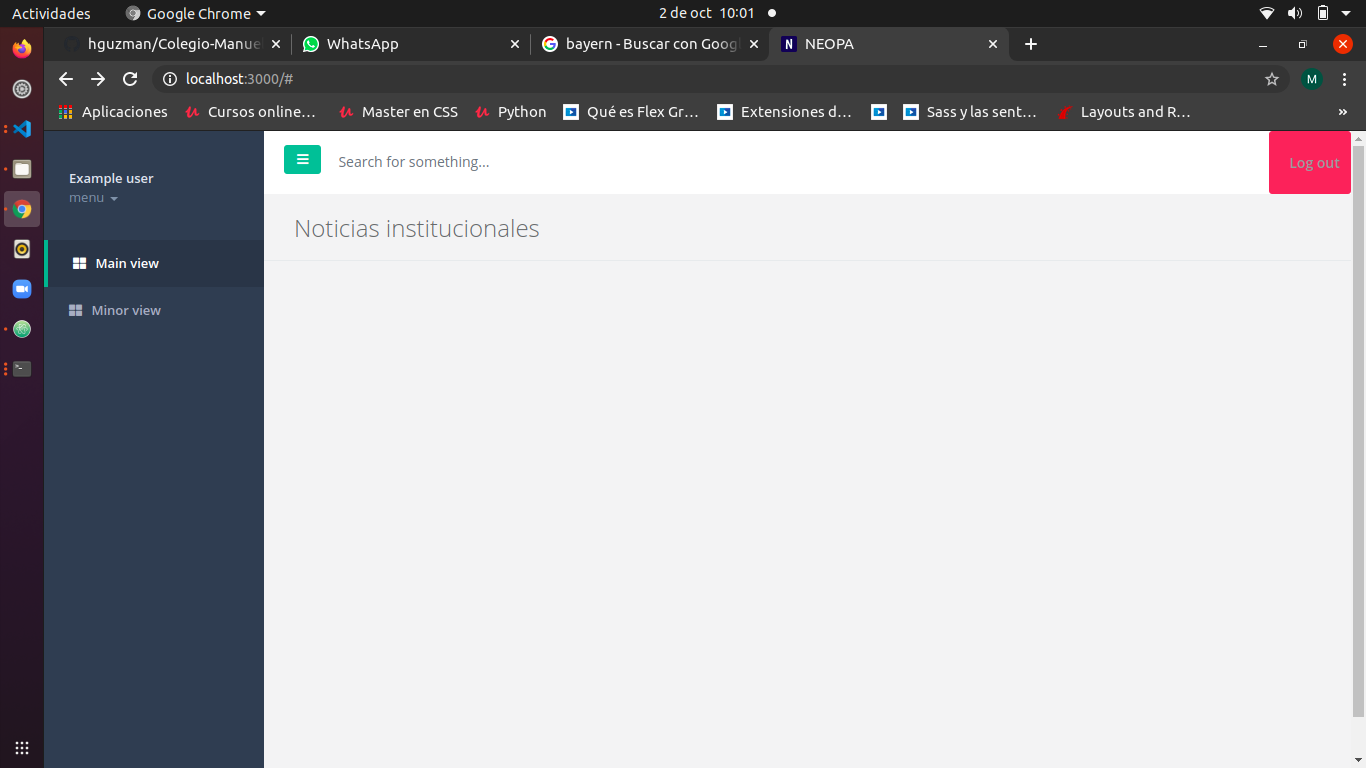 Actividades
Google Chrome
2 de oct 10:01
hguzman/Colegio-Manue
WhatsApp
bayern - Buscar con Googl
N
NEOPA
localhost:3000/#
M
Aplicaciones
Cursos online…
Master en CSS
Python
Qué es Flex Gr…
Extensiones d…
Sass y las sent…
Layouts and R…
»
Example user
menu
Search for something...
Log out
Noticias institucionales
Main view
Minor view